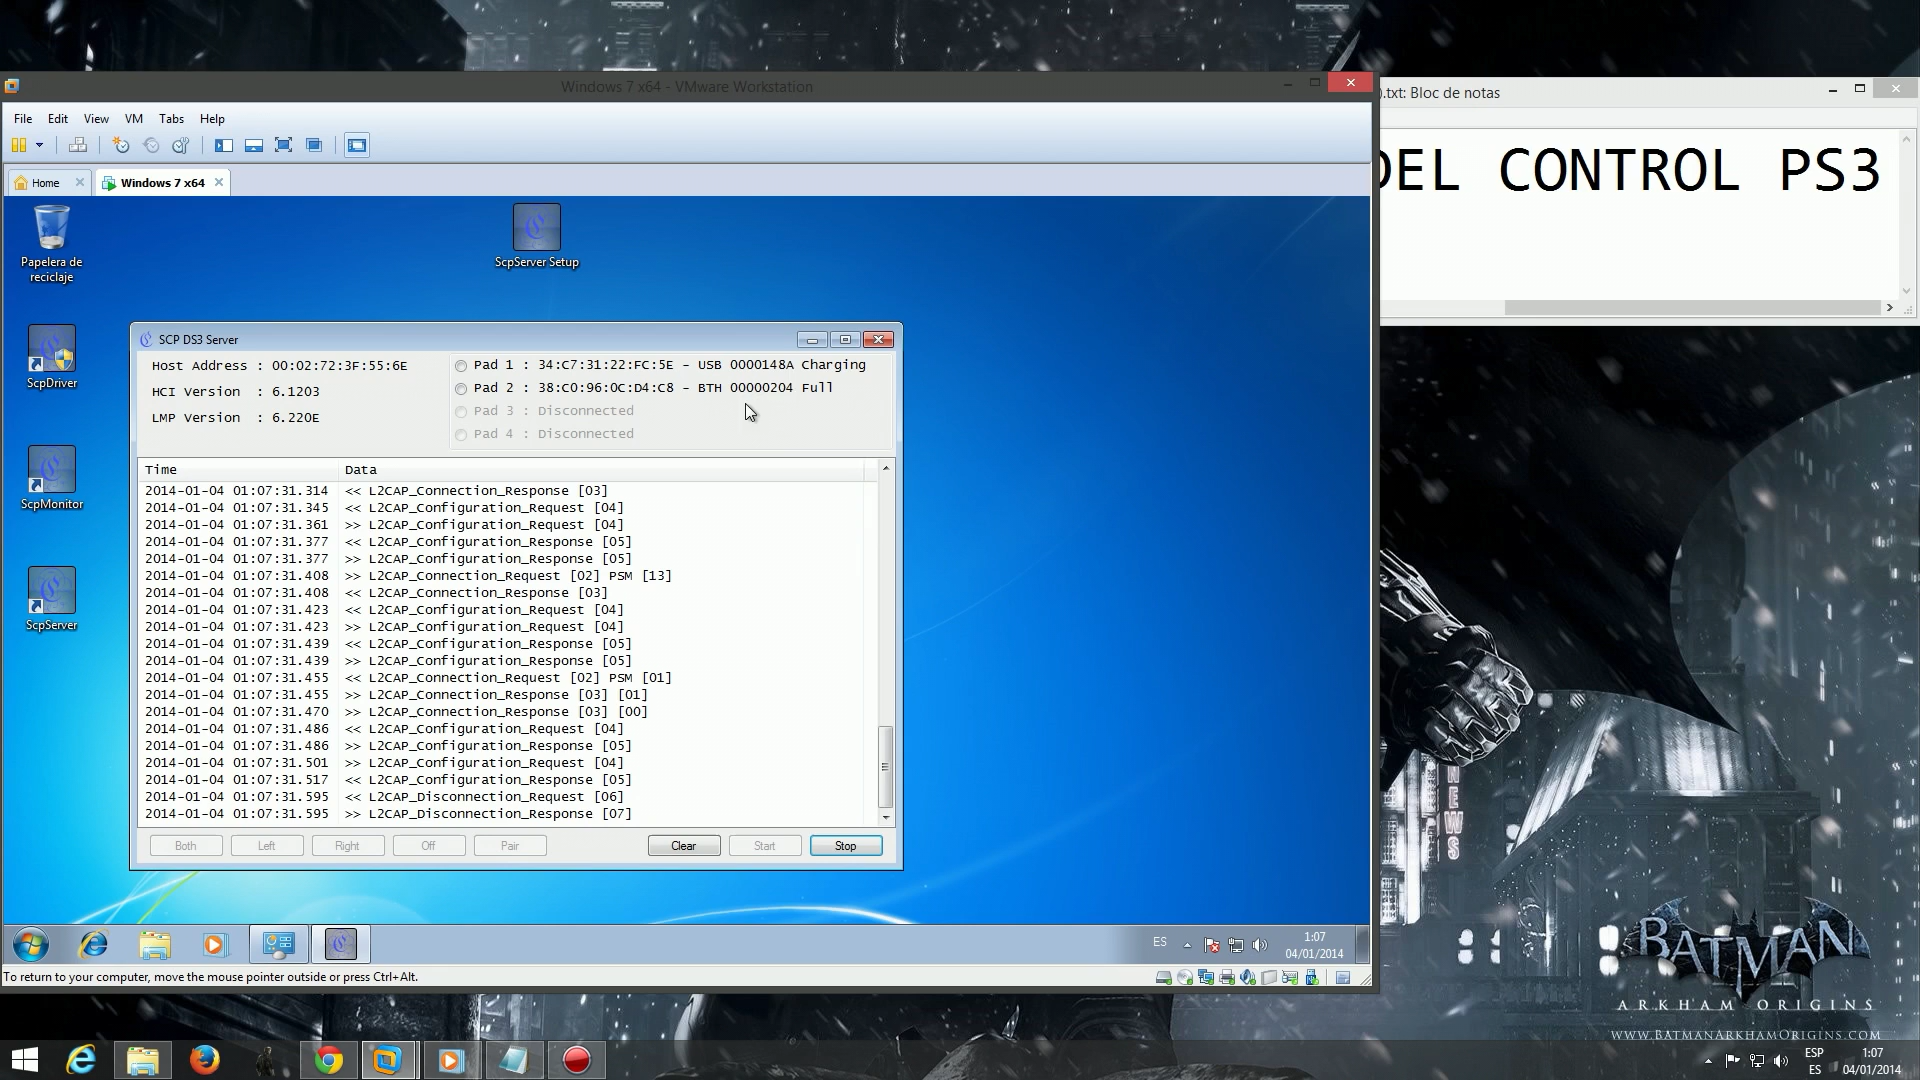 Windows 7 x64 - VMware Workstation
).txt: Bloc de notas
File Edit View VM Tabs Help
DEL CONTROL PS3
Home
Windows 7 x64
Papelera de
reciclaje
ScpServer Setup
ScpDriver
ScpMonitor
ScpServer
SCP DS3 Server
Host Address : 00:02:72:3F:55:6E
HCI Version : 6.1203
LMP Version : 6.220E
Pad 1 : 34:C7:31:22:FC:5E - USB 0000148A Charging
Pad 2 : 38:C0:96:0C:D4:C8 - BTH 00000204 Full
Pad 3 : Disconnected
Pad 4 : Disconnected
Time Data
2014-01-04 01:07:31.314 << L2CAP_Connection_Response [03]
2014-01-04 01:07:31.345 << L2CAP_Configuration_Request [04]
2014-01-04 01:07:31.361 >> L2CAP_Configuration_Request [04]
2014-01-04 01:07:31.377 << L2CAP_Configuration_Response [05]
2014-01-04 01:07:31.377 >> L2CAP_Configuration_Response [05]
2014-01-04 01:07:31.408 >> L2CAP_Connection_Request [02] PSM [13]
2014-01-04 01:07:31.408 << L2CAP_Connection_Response [03]
2014-01-04 01:07:31.423 << L2CAP_Configuration_Request [04]
2014-01-04 01:07:31.423 >> L2CAP_Configuration_Request [04]
2014-01-04 01:07:31.439 << L2CAP_Configuration_Response [05]
2014-01-04 01:07:31.439 >> L2CAP_Configuration_Response [05]
2014-01-04 01:07:31.455 << L2CAP_Connection_Request [02] PSM [01]
2014-01-04 01:07:31.455 >> L2CAP_Connection_Response [03] [01]
2014-01-04 01:07:31.470 >> L2CAP_Connection_Response [03] [00]
2014-01-04 01:07:31.486 << L2CAP_Configuration_Request [04]
2014-01-04 01:07:31.486 >> L2CAP_Configuration_Response [05]
2014-01-04 01:07:31.501 >> L2CAP_Configuration_Request [04]
2014-01-04 01:07:31.517 << L2CAP_Configuration_Response [05]
2014-01-04 01:07:31.595 << L2CAP_Disconnection_Request [06]
2014-01-04 01:07:31.595 >> L2CAP_Disconnection_Response [07]
Both Left Right Off Pair Clear Start Stop
ES
1:07
04/01/2014
To return to your computer, move the mouse pointer outside or press Ctrl+Alt.
NEWS
BATMAN
ARKHAM ORIGINS
WWW.BATMANARKHAMORIGINS.COM
ESP
ES
1:07
04/01/2014